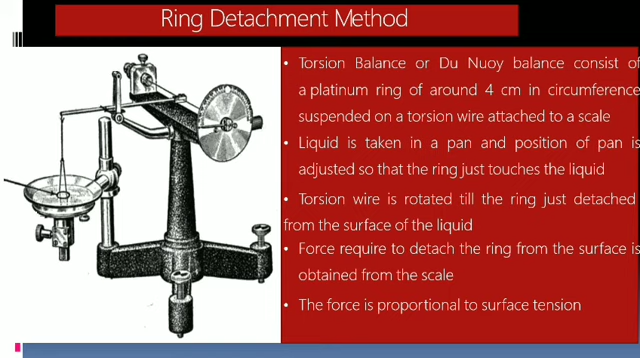 Ring Detachment Method
• Torsion Balance or Du Nuoy balance consist of
a platinum ring of around 4 cm in circumference
suspended on a torsion wire attached to a scale
• Liquid is taken in a pan and position of pan is
adjusted so that the ring just touches the liquid
• Torsion wire is rotated till the ring just detached
from the surface of the liquid
• Force require to detach the ring from the surface is
obtained from the scale
• The force is proportional to surface tension